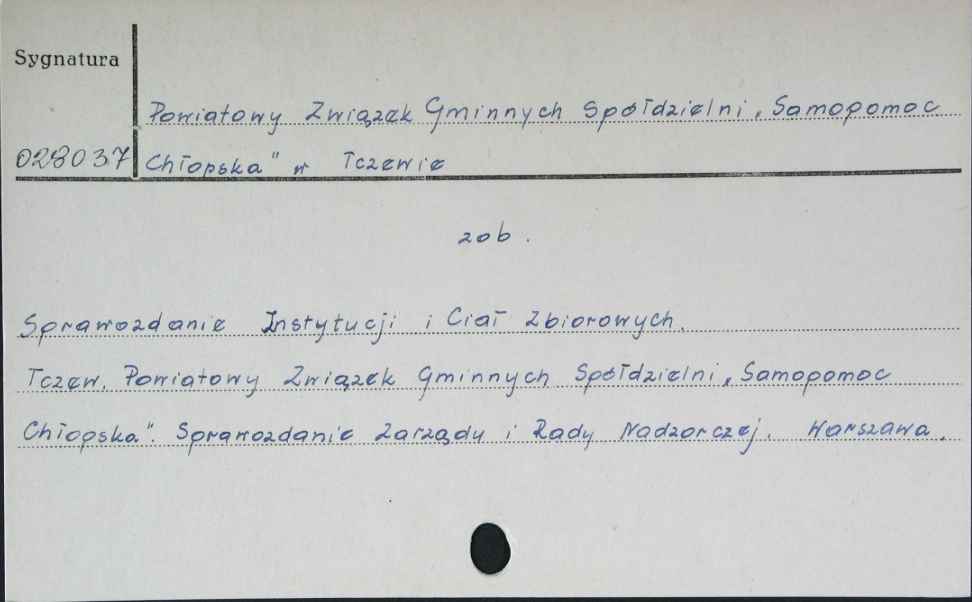 Sygnatura
Powiatowy Związek Gminnych Spółdzielni „Samopomoc
028037 Chłopska" w Tczewie
zob.
Sprawozdanie Instytucji i Ciał Zbiorowych.
Tczew. Powiatowy Związek Gminnych Spółdzielni „Samopomoc
Chłopska". Sprawozdanie Zarządu i Rady Nadzorczej. Warszawa.